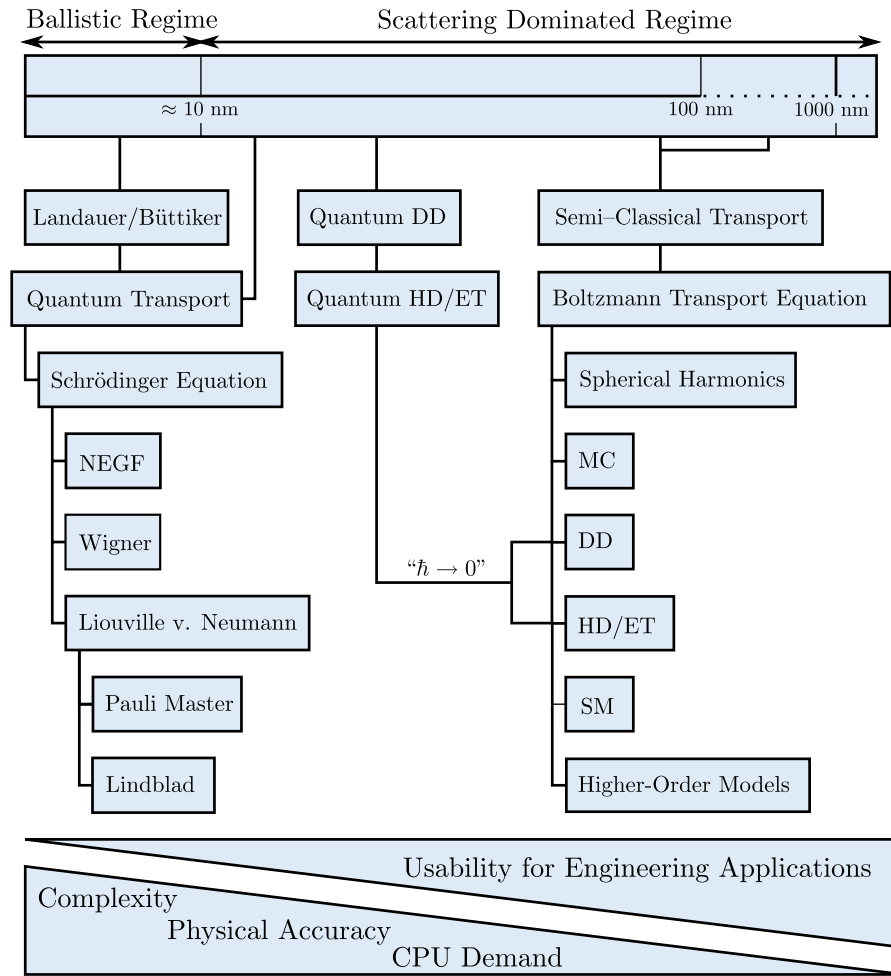 Ballistic Regime
Scattering Dominated Regime
≈ 10 nm
100 nm
1000 nm
Landauer/Büttiker
Quantum DD
Semi–Classical Transport
Quantum Transport
Quantum HD/ET
Boltzmann Transport Equation
Schrödinger Equation
Spherical Harmonics
NEGF
MC
Wigner
DD
“ℏ → 0”
Liouville v. Neumann
HD/ET
Pauli Master
SM
Lindblad
Higher-Order Models
Usability for Engineering Applications
Complexity
Physical Accuracy
CPU Demand